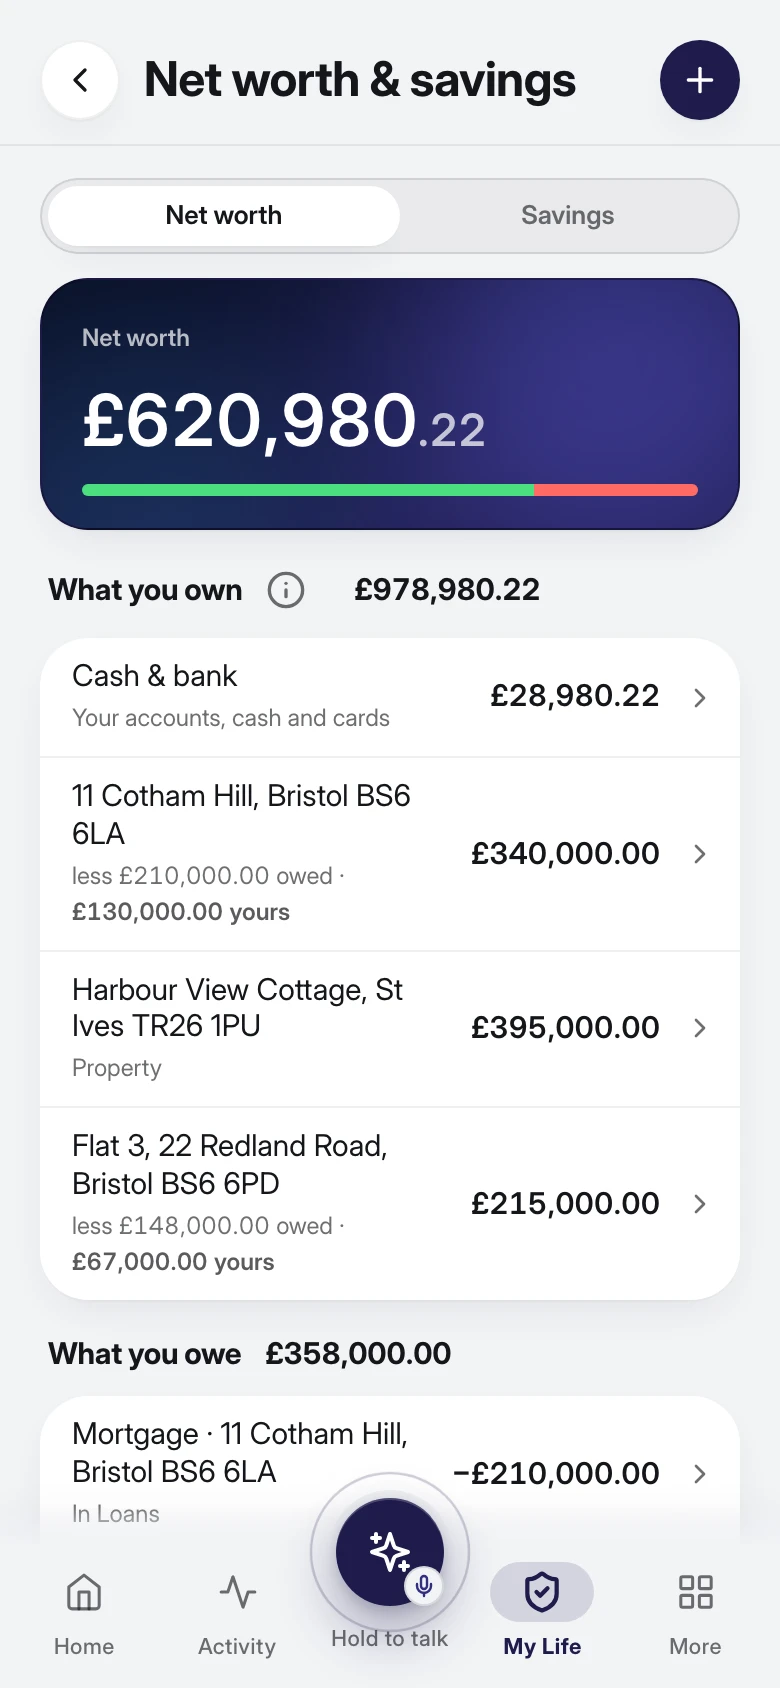 Net worth & savings
Net worth
Savings
Net worth
£620,980.22
What you own £978,980.22
Cash & bank
Your accounts, cash and cards
£28,980.22
11 Cotham Hill, Bristol BS6
6LA
less £210,000.00 owed ·
£130,000.00 yours
£340,000.00
Harbour View Cottage, St
Ives TR26 1PU
Property
£395,000.00
Flat 3, 22 Redland Road,
Bristol BS6 6PD
less £148,000.00 owed ·
£67,000.00 yours
£215,000.00
What you owe £358,000.00
Mortgage · 11 Cotham Hill,
Bristol BS6 6LA
In Loans
−£210,000.00
Home
Activity
Hold to talk
My Life
More